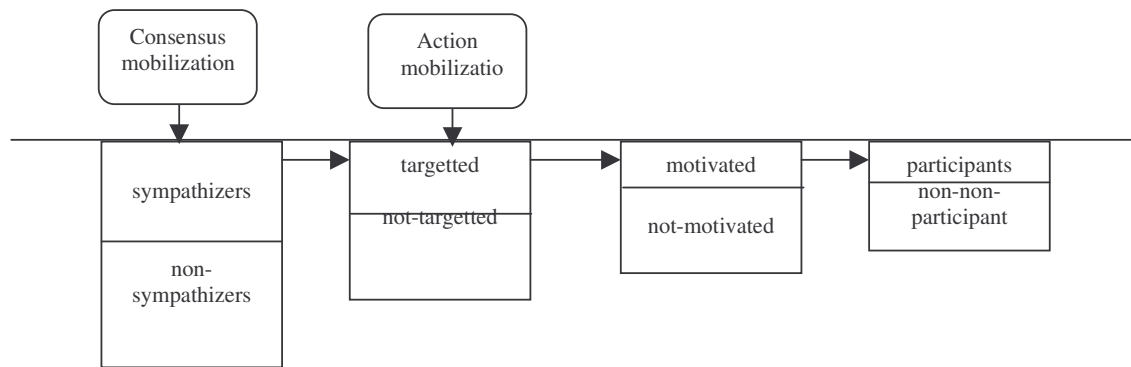 Consensus
mobilization
Action
mobilizatio
sympathizers
non-
sympathizers
targetted
not-targetted
motivated
not-motivated
participants
non-non-
participant